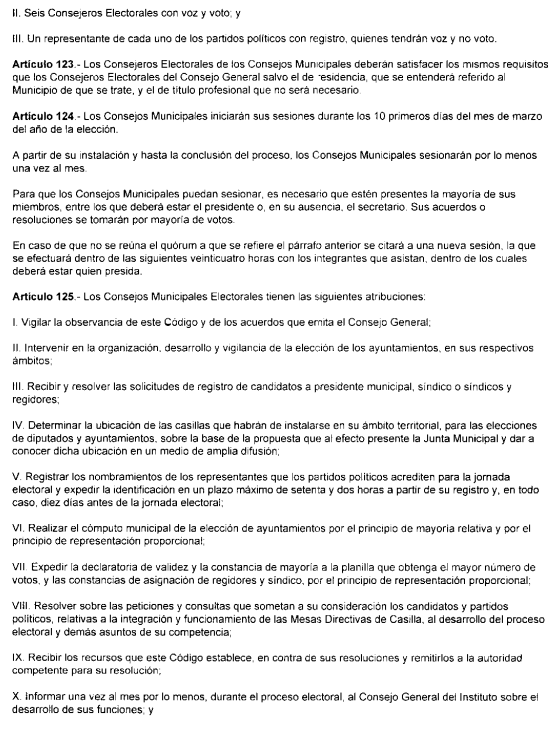 II. Seis Consejeros Electorales con voz y voto; y
III. Un representante de cada uno de los partidos políticos con registro, quienes tendrán voz y no voto.
Artículo 123.- Los Consejeros Electorales de los Consejos Municipales deberán satisfacer los mismos requisitos
que los Consejeros Electorales del Consejo General salvo el de residencia, que se entenderá referido al
Municipio de que se trate, y el de título profesional que no será necesario.
Artículo 124.- Los Consejos Municipales iniciarán sus sesiones durante los 10 primeros días del mes de marzo
del año de la elección.
A partir de su instalación y hasta la conclusión del proceso, los Consejos Municipales sesionarán por lo menos
una vez al mes.
Para que los Consejos Municipales puedan sesionar, es necesario que estén presentes la mayoría de sus
miembros, entre los que deberá estar el presidente o, en su ausencia, el secretario. Sus acuerdos o
resoluciones se tomarán por mayoría de votos.
En caso de que no se reúna el quórum a que se refiere el párrafo anterior se citará a una nueva sesión, la que
se efectuará dentro de las siguientes veinticuatro horas con los integrantes que asistan, dentro de los cuales
deberá estar quien presida.
Artículo 125.- Los Consejos Municipales Electorales tienen las siguientes atribuciones:
I. Vigilar la observancia de este Código y de los acuerdos que emita el Consejo General;
II. Intervenir en la organización, desarrollo y vigilancia de la elección de los ayuntamientos, en sus respectivos
ámbitos;
III. Recibir y resolver las solicitudes de registro de candidatos a presidente municipal, síndico o síndicos y
regidores;
IV. Determinar la ubicación de las casillas que habrán de instalarse en su ámbito territorial, para las elecciones
de diputados y ayuntamientos, sobre la base de la propuesta que al efecto presente la Junta Municipal y dar a
conocer dicha ubicación en un medio de amplia difusión;
V. Registrar los nombramientos de los representantes que los partidos políticos acrediten para la jornada
electoral y expedir la identificación en un plazo máximo de setenta y dos horas a partir de su registro y, en todo
caso, diez días antes de la jornada electoral;
VI. Realizar el cómputo municipal de la elección de ayuntamientos por el principio de mayoría relativa y por el
principio de representación proporcional;
VII. Expedir la declaratoria de validez y la constancia de mayoría a la planilla que obtenga el mayor número de
votos, y las constancias de asignación de regidores y síndico, por el principio de representación proporcional;
VIII. Resolver sobre las peticiones y consultas que sometan a su consideración los candidatos y partidos
políticos, relativas a la integración y funcionamiento de las Mesas Directivas de Casilla, al desarrollo del proceso
electoral y demás asuntos de su competencia;
IX. Recibir los recursos que este Código establece, en contra de sus resoluciones y remitirlos a la autoridad
competente para su resolución;
X. Informar una vez al mes por lo menos, durante el proceso electoral, al Consejo General del Instituto sobre el
desarrollo de sus funciones; y